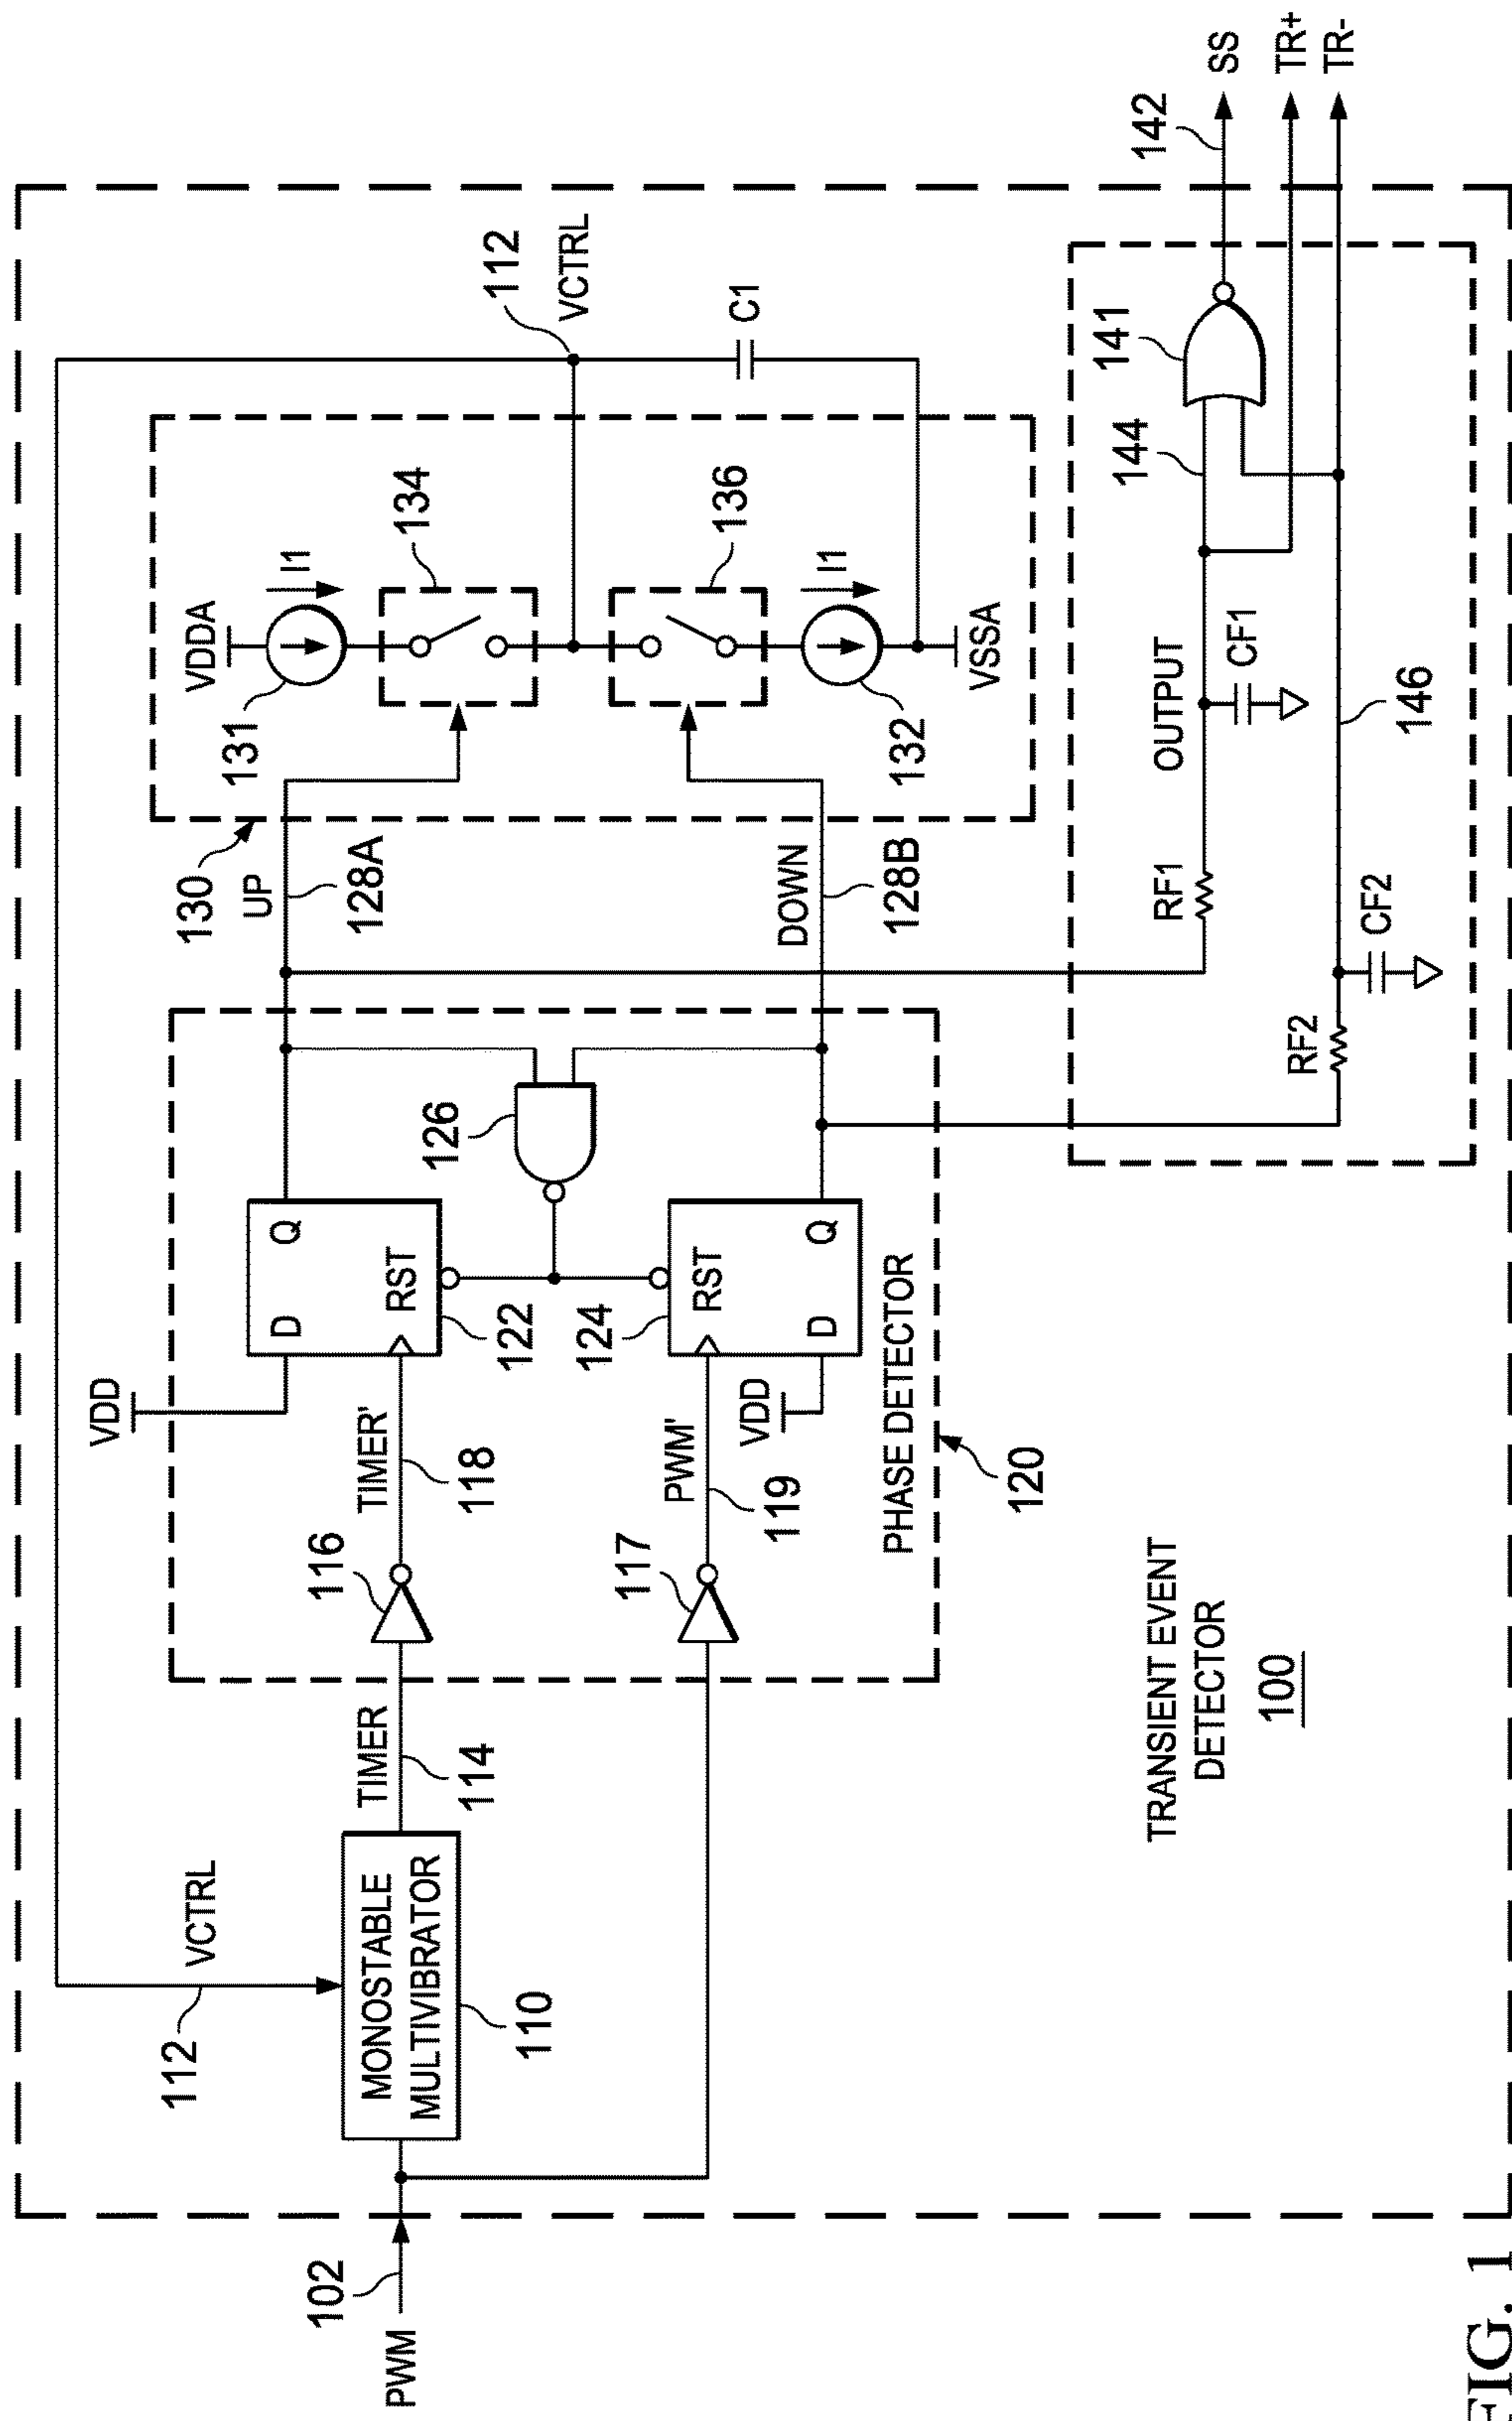 PWM
102
112
VCTRL
MONOSTABLE
MULTIVIBRATOR
110
TIMER
114
116
117
TIMER'
118
PWM'
119
VDD
VDD
D
Q
RST
122
124
RST
D
Q
126
PHASE DETECTOR
120
130
UP
128A
DOWN
128B
VDDA
I1
131
134
136
I1
132
VSSA
112
VCTRL
C1
RF1
OUTPUT
CF1
RF2
CF2
144
146
141
142
SS
TR+
TR-
TRANSIENT EVENT
DETECTOR
100
FIG. 1